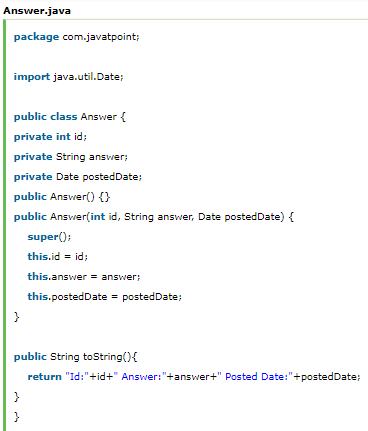 Answer.java
package com.javatpoint;
import java.util.Date;
public class Answer {
private int id;
private String answer;
private Date postedDate;
public Answer() {}
public Answer(int id, String answer, Date postedDate) {
super();
this.id = id;
this.answer = answer;
this.postedDate = postedDate;
}
public String toString(){
return "Id:"+id+" Answer:"+answer+" Posted Date:"+postedDate;
}
}